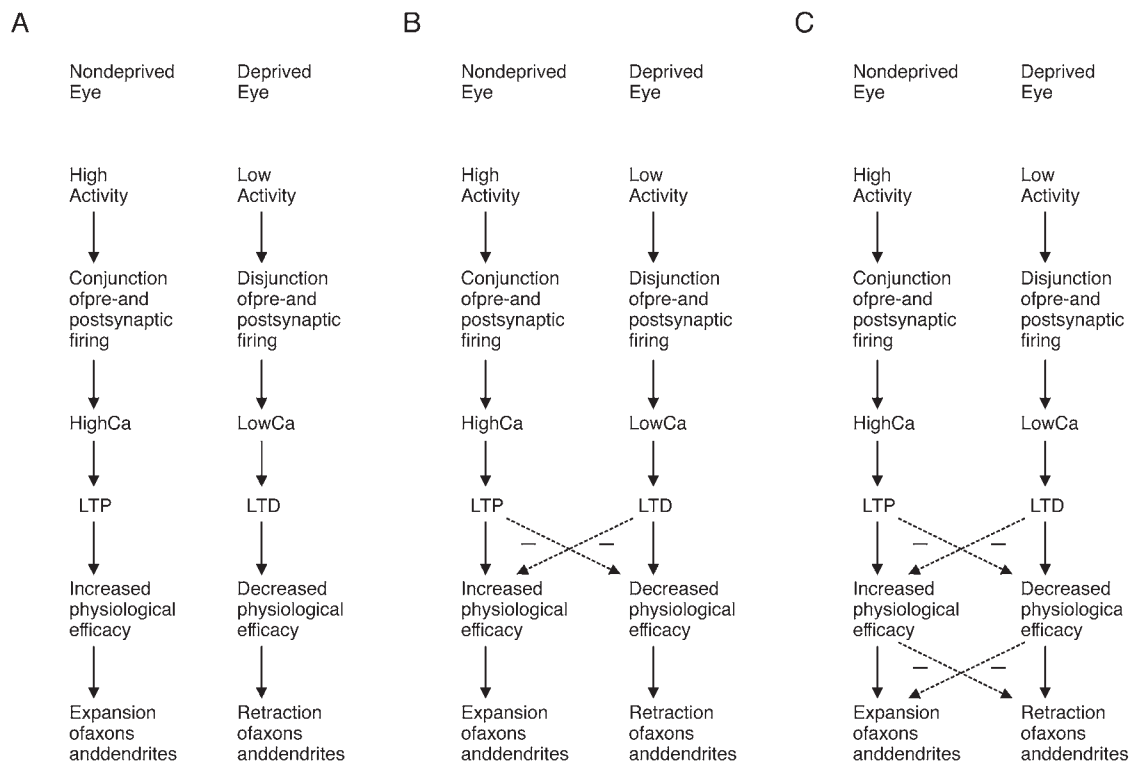 A
Nondeprived
Eye
Deprived
Eye
High
Activity
Low
Activity
Conjunction
ofpre-and
postsynaptic
firing
Disjunction
ofpre-and
postsynaptic
firing
HighCa
LowCa
LTP
LTD
Increased
physiological
efficacy
Decreased
physiological
efficacy
Expansion
ofaxons
anddendrites
Retraction
ofaxons
anddendrites
B
Nondeprived
Eye
Deprived
Eye
High
Activity
Low
Activity
Conjunction
ofpre-and
postsynaptic
firing
Disjunction
ofpre-and
postsynaptic
firing
HighCa
LowCa
LTP
LTD
– –
Increased
physiological
efficacy
Decreased
physiological
efficacy
Expansion
ofaxons
anddendrites
Retraction
ofaxons
anddendrites
C
Nondeprived
Eye
Deprived
Eye
High
Activity
Low
Activity
Conjunction
ofpre-and
postsynaptic
firing
Disjunction
ofpre-and
postsynaptic
firing
HighCa
LowCa
LTP
LTD
– –
Increased
physiological
efficacy
Decreased
physiologica
efficacy
– –
Expansion
ofaxons
anddendrites
Retraction
ofaxons
anddendrites